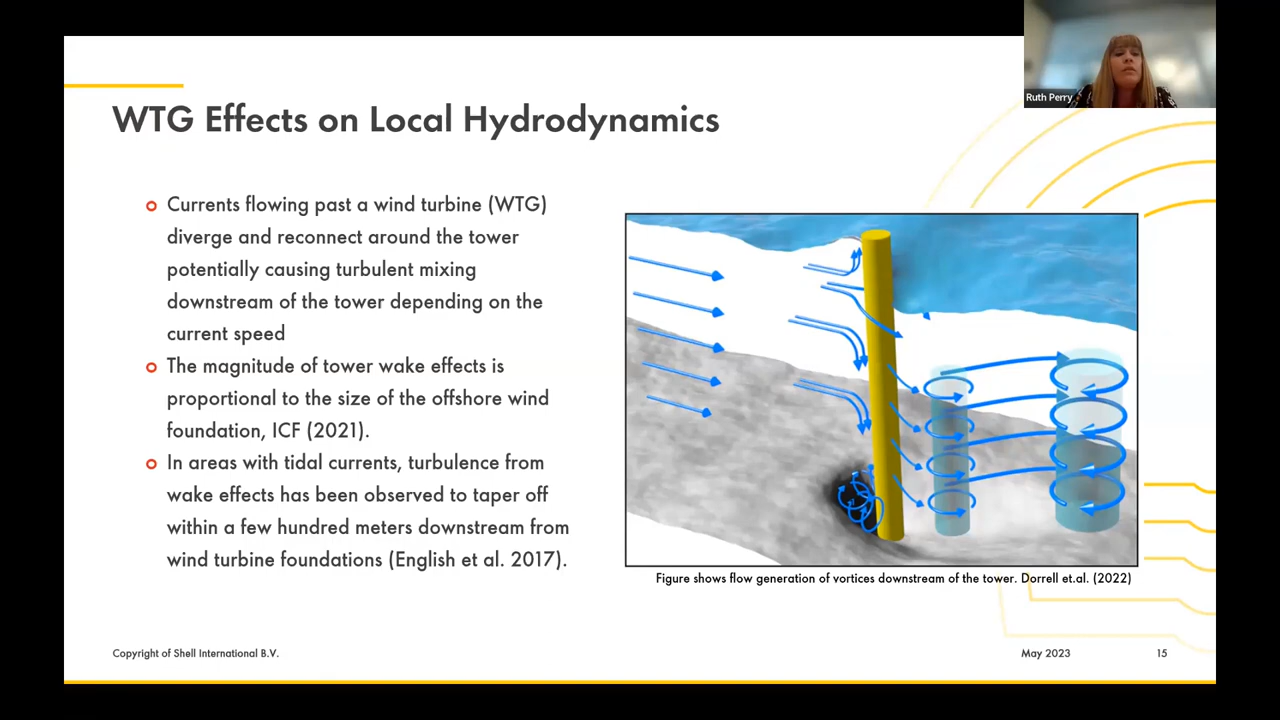 Ruth Perry
WTG Effects on Local Hydrodynamics
Currents flowing past a wind turbine (WTG)
diverge and reconnect around the tower
potentially causing turbulent mixing
downstream of the tower depending on the
current speed
The magnitude of tower wake effects is
proportional to the size of the offshore wind
foundation, ICF (2021).
In areas with tidal currents, turbulence from
wake effects has been observed to taper off
within a few hundred meters downstream from
wind turbine foundations (English et al. 2017).
Figure shows flow generation of vortices downstream of the tower. Dorrell et.al. (2022)
Copyright of Shell International B.V.
May 2023
15